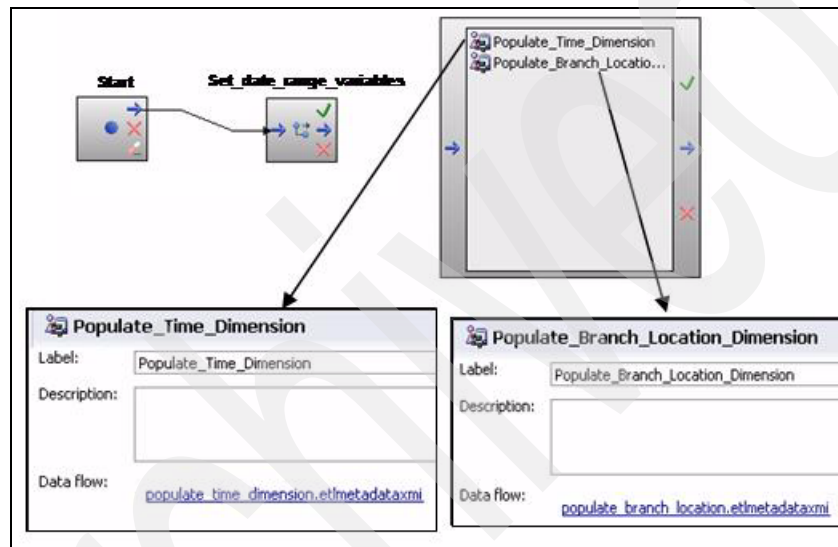 Start
Set_date_range_variables
Populate_Time_Dimension
Populate_Branch_Locatio...
Populate_Time_Dimension
Label:
Populate_Time_Dimension
Description:
Data flow:
populate_time_dimension.etlmetadataxmi
Populate_Branch_Location_Dimension
Label:
Populate_Branch_Location_Dimension
Description:
Data flow:
populate_branch_location.etlmetadataxmi